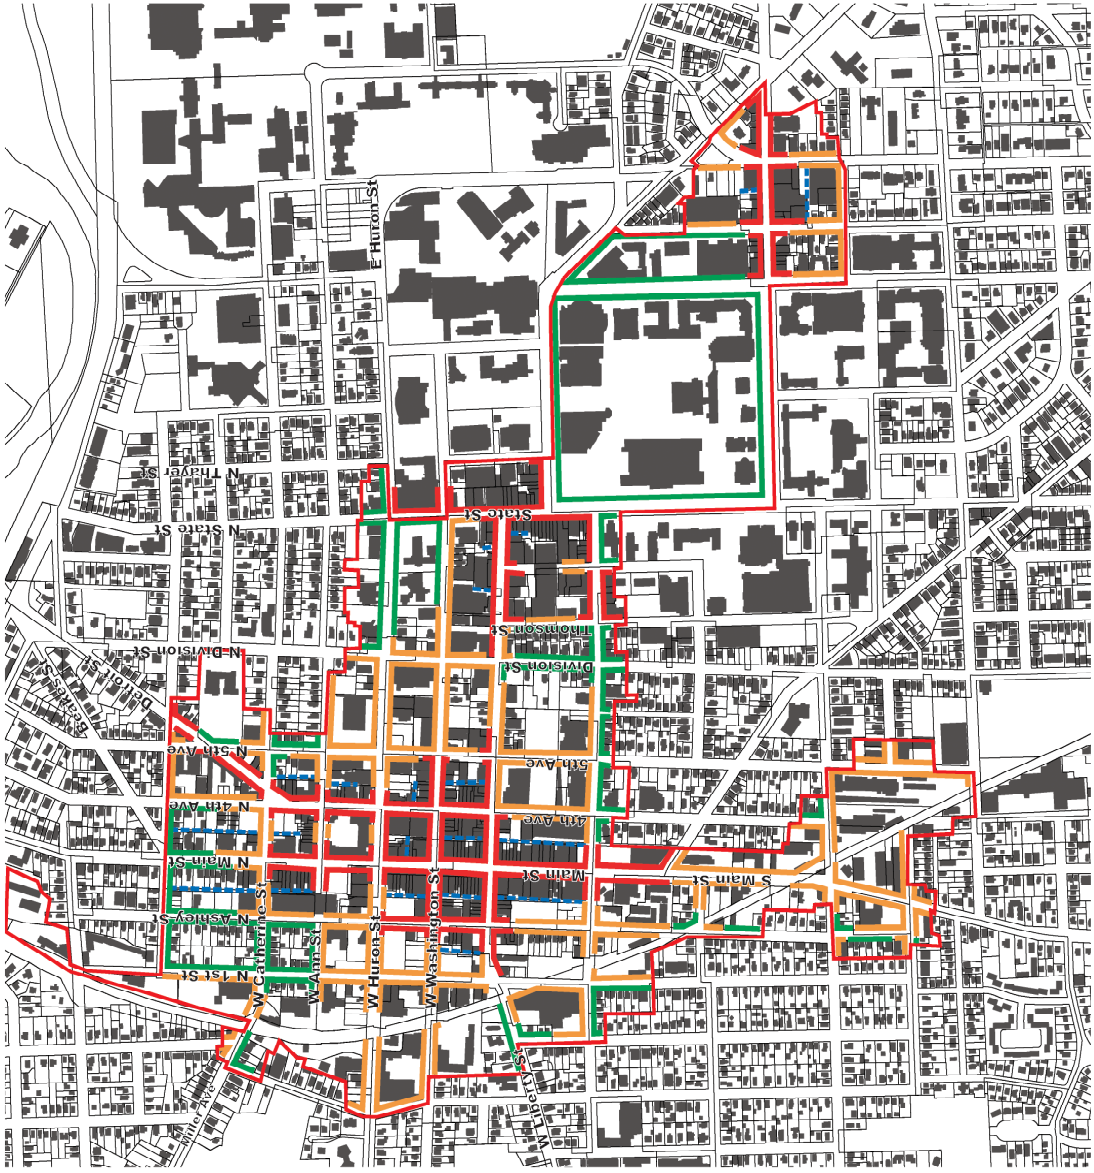 E Huron St
N Thayer St
State St
N State St
Thomson St
N Division St
Division St
Detroit St
Beakes St
N 5th Ave
5th Ave
N 4th Ave
4th Ave
N Main St
Main St
S Main St
N Ashley St
W Catherine St
W Ann St
W Huron St
W Washington St
N 1st St
W Liberty St
Miller Ave